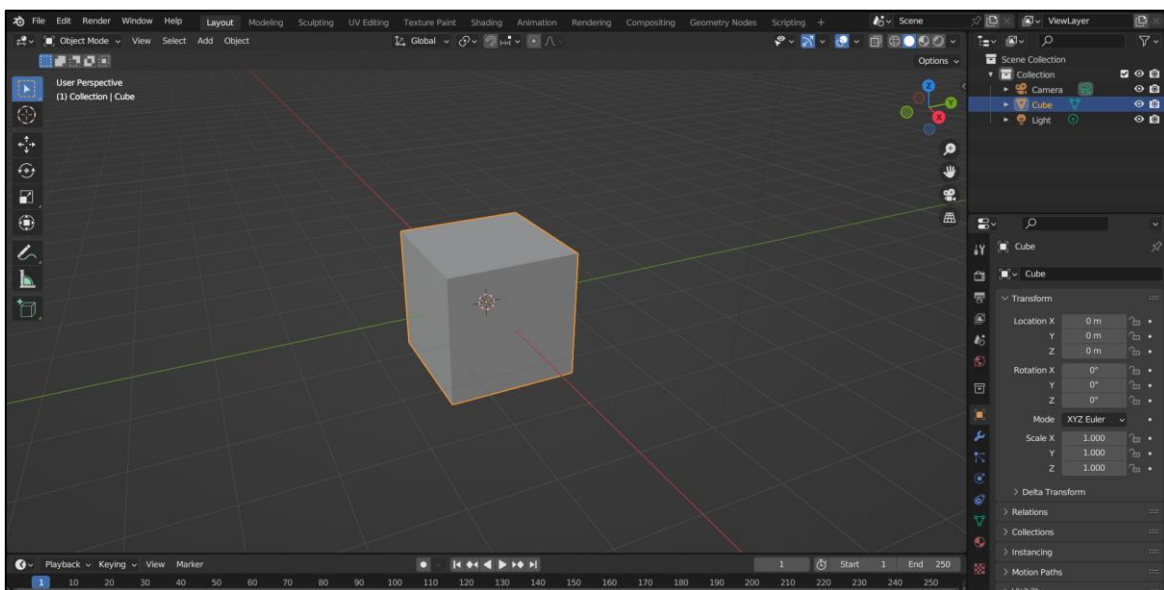 File Edit Render Window Help Layout Modeling Sculpting UV Editing Texture Paint Shading Animation Rendering Compositing Geometry Nodes Scripting + Scene ViewLayer
Object Mode View Select Add Object Global
Options
User Perspective
(1) Collection | Cube
Z
Y
X
Scene Collection
Collection
Camera
Cube
Light
Cube
Cube
Transform
Location X 0 m
Y 0 m
Z 0 m
Rotation X 0°
Y 0°
Z 0°
Mode XYZ Euler
Scale X 1.000
Y 1.000
Z 1.000
Delta Transform
Relations
Collections
Instancing
Motion Paths
Playback Keying View Marker 1 Start 1 End 250
1 10 20 30 40 50 60 70 80 90 100 110 120 130 140 150 160 170 180 190 200 210 220 230 240 250